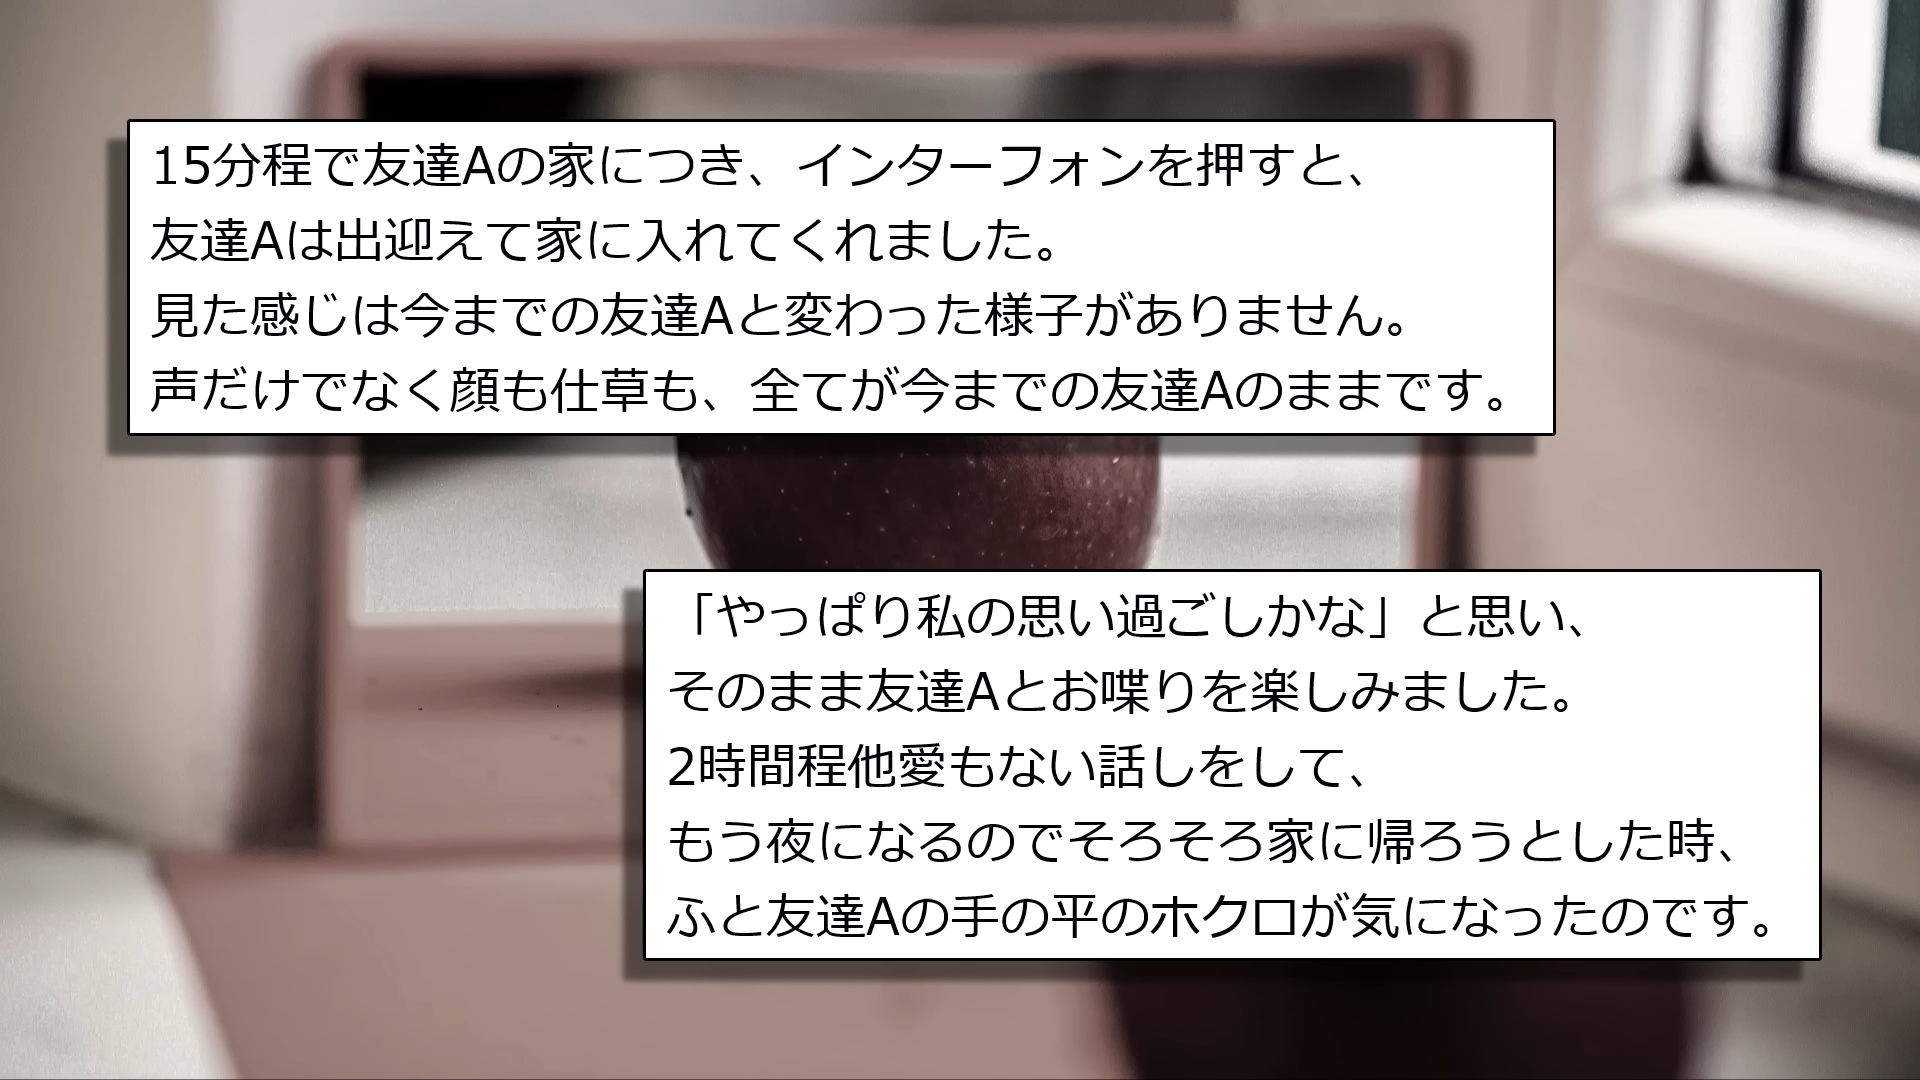 15分程で友達Aの家につき、インターフォンを押すと、
友達Aは出迎えて家に入れてくれました。
見た感じは今までの友達Aと変わった様子がありません。
声だけでなく顔も仕草も、全てが今までの友達Aのままです。
「やっぱり私の思い過ごしかな」と思い、
そのまま友達Aとお喋りを楽しみました。
2時間程他愛もない話しをして、
もう夜になるのでそろそろ家に帰ろうとした時、
ふと友達Aの手の平のホクロが気になったのです。